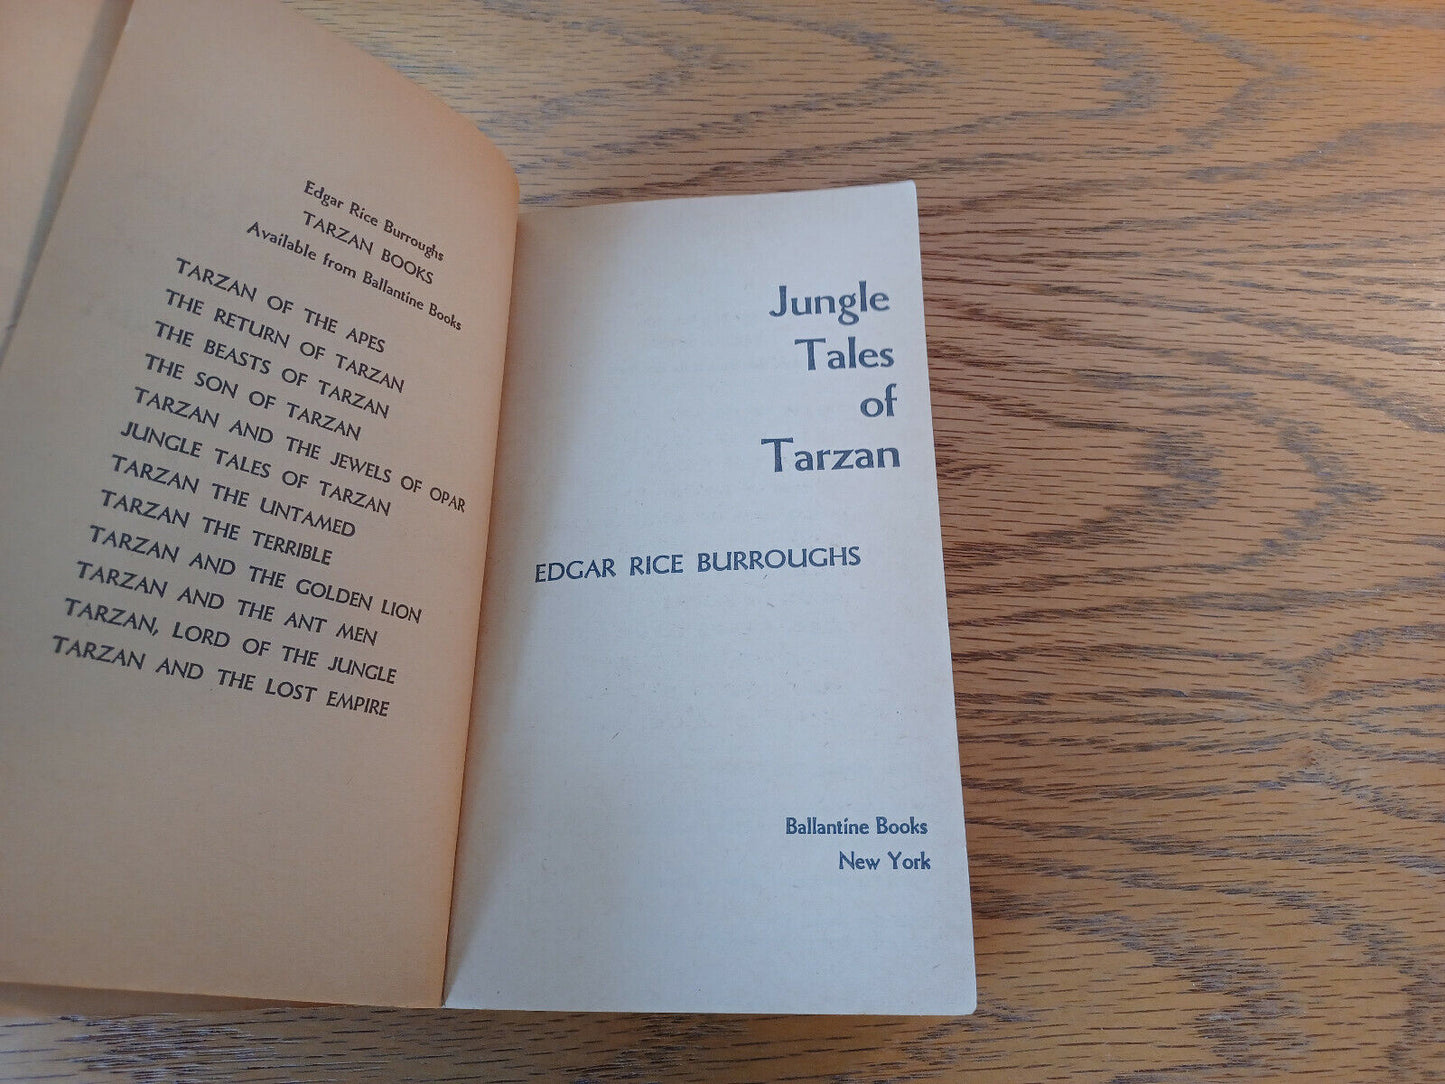 Edgar Rice Burroughs
TARZAN BOOKS
Available from Ballantine Books
TARZAN OF THE APES
THE RETURN OF TARZAN
THE BEASTS OF TARZAN
THE SON OF TARZAN
TARZAN AND THE JEWELS OF OPAR
JUNGLE TALES OF TARZAN
TARZAN THE UNTAMED
TARZAN THE TERRIBLE
TARZAN AND THE GOLDEN LION
TARZAN AND THE ANT MEN
TARZAN, LORD OF THE JUNGLE
TARZAN AND THE LOST EMPIRE
Jungle
Tales
of
Tarzan
EDGAR RICE BURROUGHS
Ballantine Books
New York